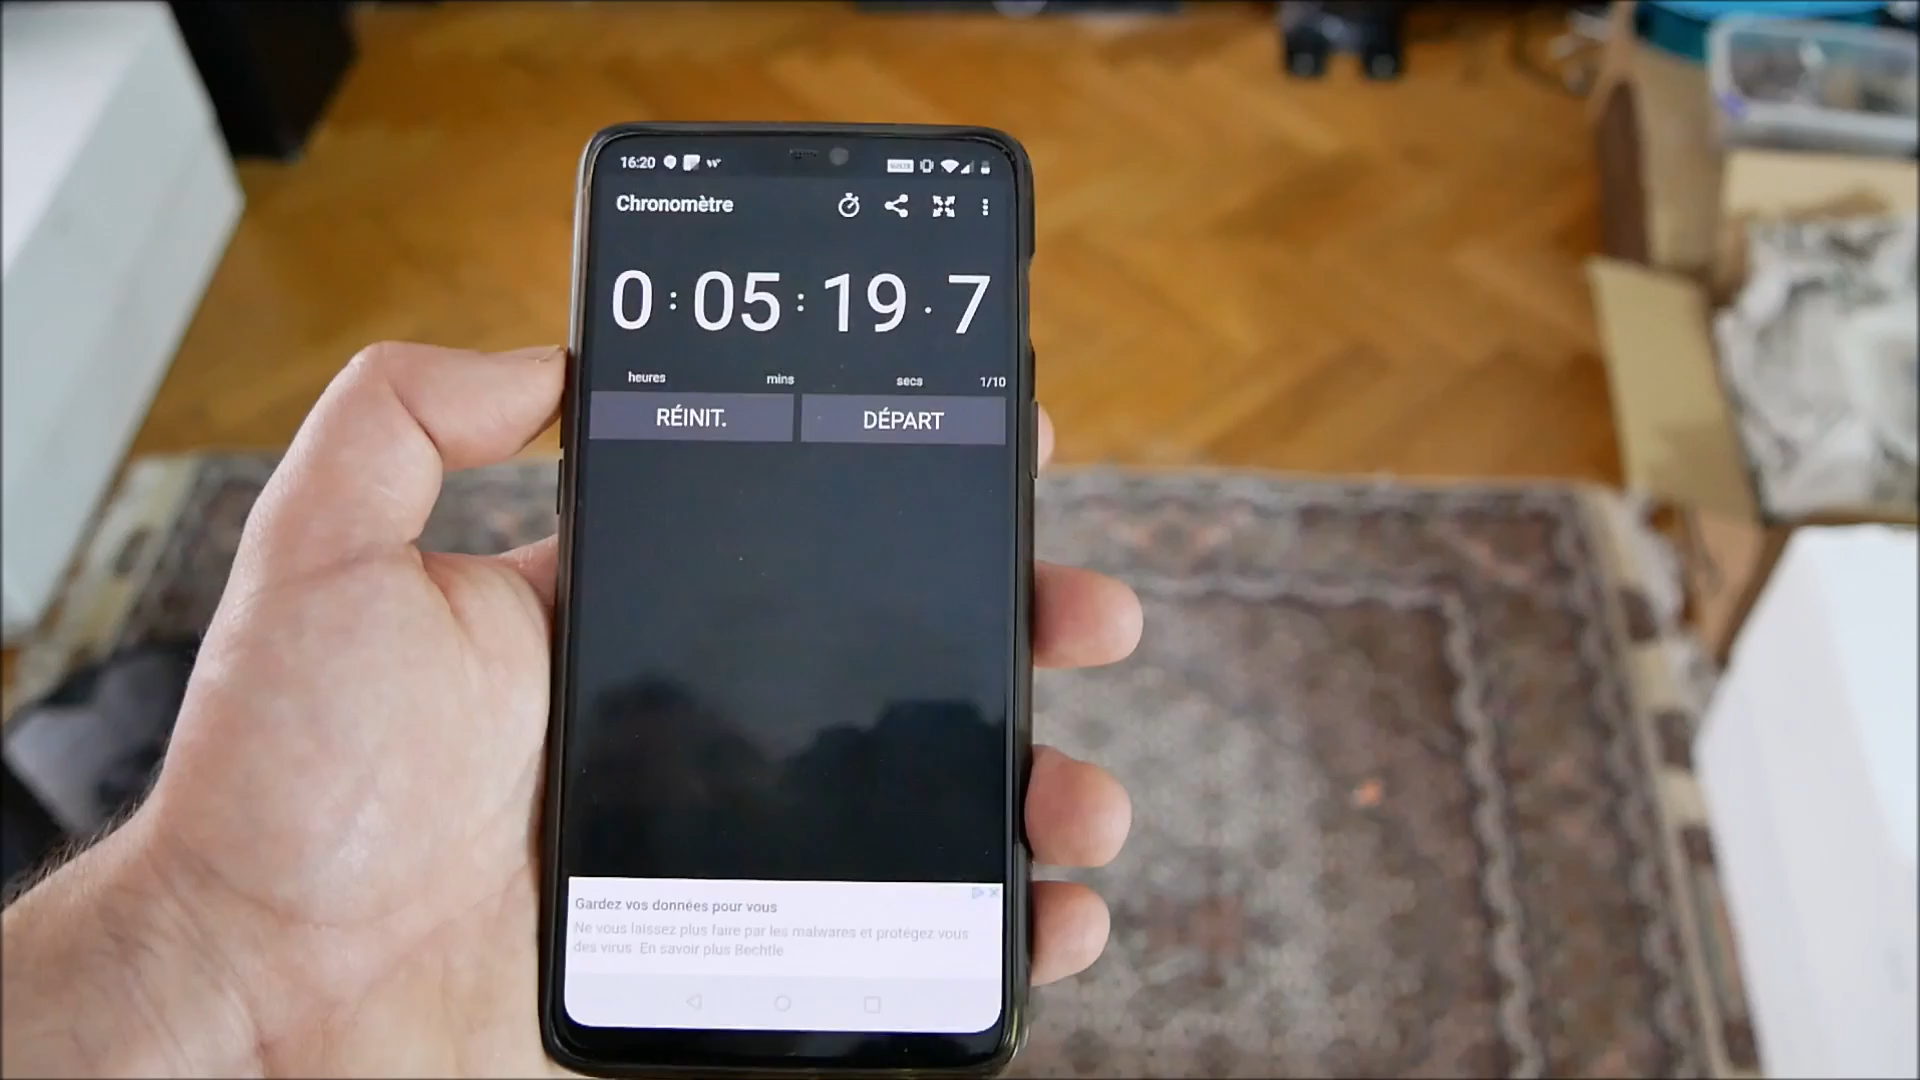 16:20
Chronomètre
0 : 05 : 19 . 7
heures mins secs 1/10
RÉINIT. DÉPART
Gardez vos données pour vous
Ne vous laissez plus faire par les malwares et protégez vous
des virus. En savoir plus Bechtle